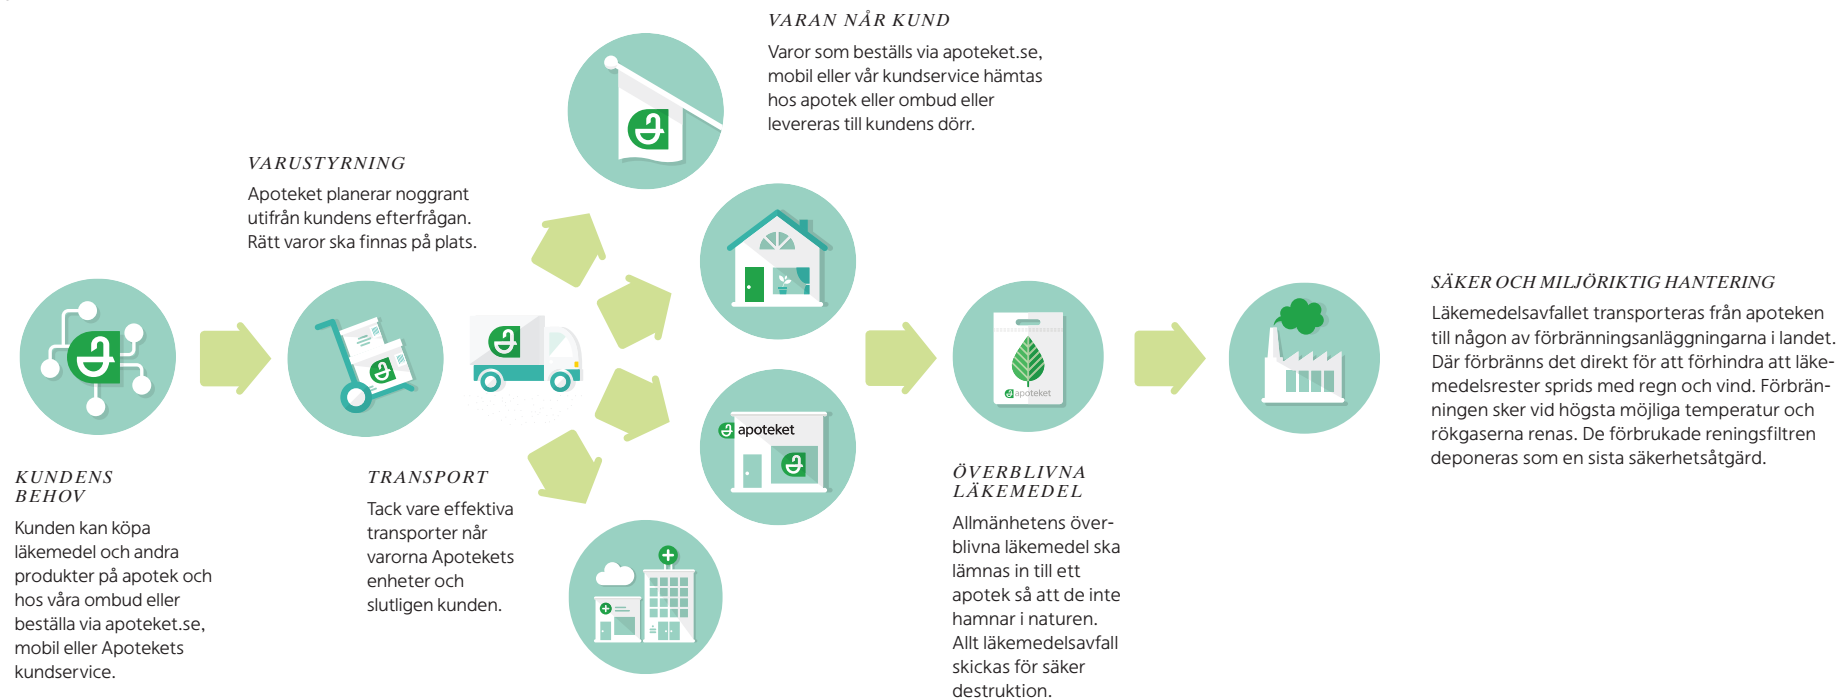 VARAN NÅR KUND
Varor som beställs via apoteket.se,
mobil eller vår kundservice hämtas
hos apotek eller ombud eller
levereras till kundens dörr.
VARUSTYRNING
Apoteket planerar noggrant
utifrån kundens efterfrågan.
Rätt varor ska finnas på plats.
KUNDENS
BEHOV
Kunden kan köpa
läkemedel och andra
produkter på apotek och
hos våra ombud eller
beställa via apoteket.se,
mobil eller Apotekets
kundservice.
TRANSPORT
Tack vare effektiva
transporter når
varorna Apotekets
enheter och
slutligen kunden.
apoteket
apoteket
ÖVERBLIVNA
LÄKEMEDEL
Allmänhetens över-
blivna läkemedel ska
lämnas in till ett
apotek så att de inte
hamnar i naturen.
Allt läkemedelsavfall
skickas för säker
destruktion.
SÄKER OCH MILJÖRIKTIG HANTERING
Läkemedelsavfallet transporteras från apoteken
till någon av förbränningsanläggningarna i landet.
Där förbränns det direkt för att förhindra att läke-
medelsrester sprids med regn och vind. Förbrän-
ningen sker vid högsta möjliga temperatur och
rökgaserna renas. De förbrukade reningsfiltren
deponeras som en sista säkerhetsåtgärd.